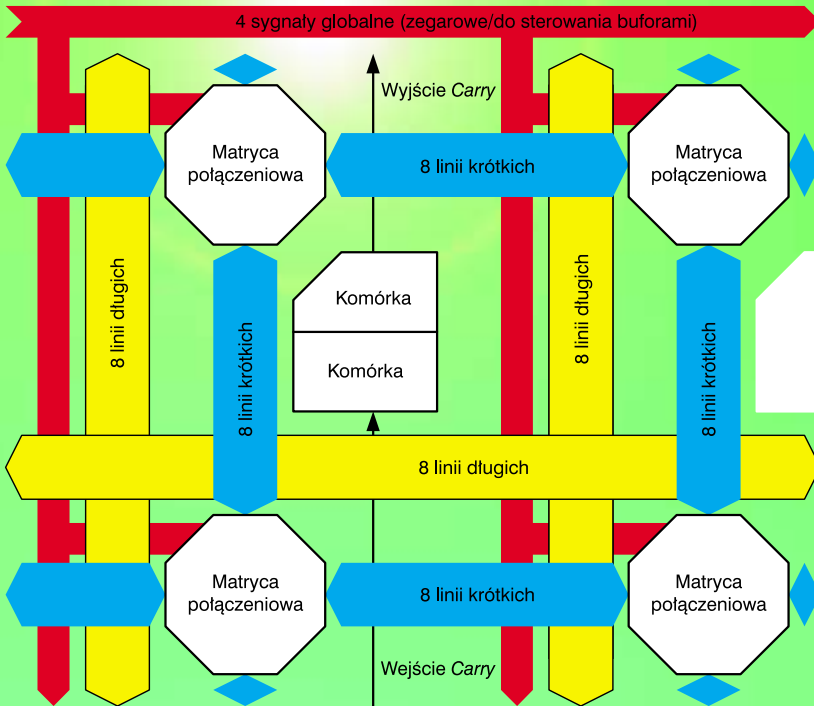 4 sygnały globalne (zegarowe/do sterowania buforami)
Wyjście Carry
Matryca
połączeniowa
8 linii krótkich
Matryca
połączeniowa
8 linii długich
8 linii krótkich
Komórka
Komórka
8 linii długich
8 linii krótkich
8 linii długich
Matryca
połączeniowa
8 linii krótkich
Matryca
połączeniowa
Wejście Carry